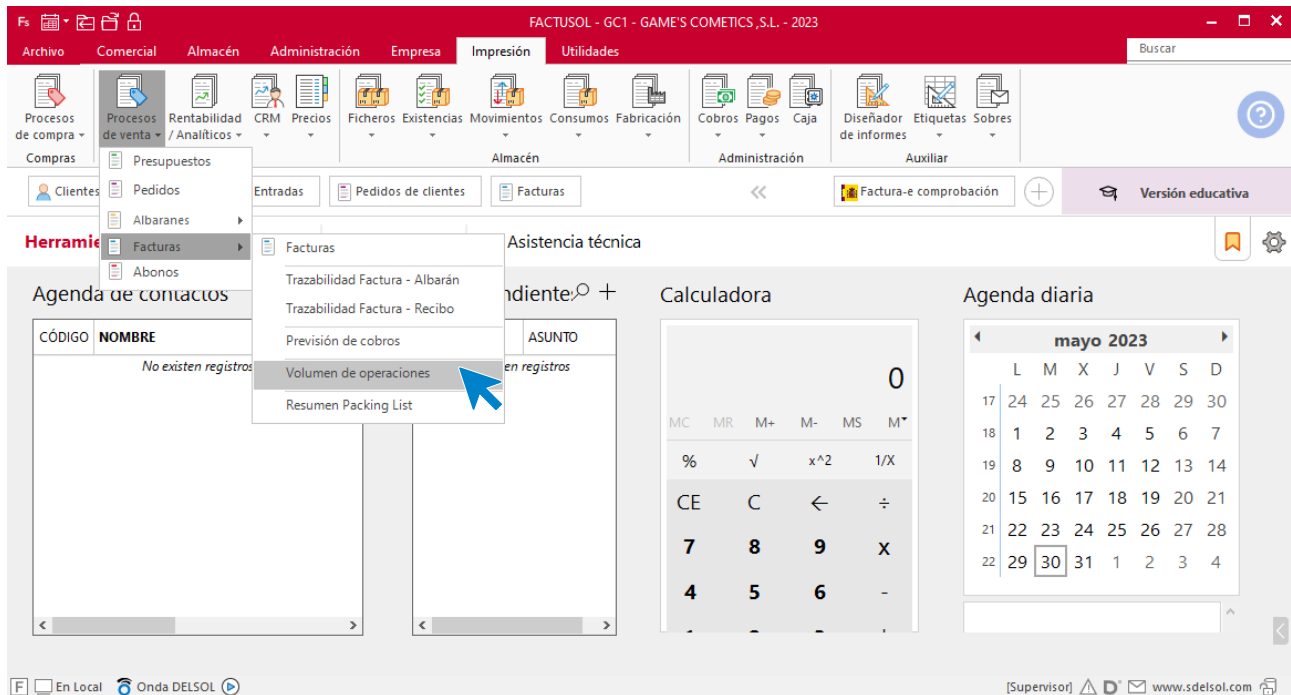 Fs
FACTUSOL - GC1 - GAME'S COMETICS ,S.L. - 2023
Archivo Comercial Almacén Administración Empresa Impresión Utilidades
Buscar
Procesos de compra
Procesos de venta
Rentabilidad / Analíticos
CRM Precios
Ficheros Existencias Movimientos Consumos Fabricación
Cobros Pagos Caja
Diseñador de informes
Etiquetas Sobres
Compras Almacén Administración Auxiliar
Presupuestos
Pedidos
Albaranes
Facturas
Abonos
Clientes Entradas Pedidos de clientes Facturas
Factura-e comprobación
Versión educativa
Asistencia técnica
Facturas
Trazabilidad Factura - Albarán
Trazabilidad Factura - Recibo
Previsión de cobros
Volumen de operaciones
Resumen Packing List
Agenda de contactos
CÓDIGO NOMBRE
No existen registros
ASUNTO
registros
Calculadora
0
MC MR M+ M- MS M
% √ x^2 1/X
CE C ← ÷
7 8 9 x
4 5 6 -
Agenda diaria
mayo 2023
L M X J V S D
17 24 25 26 27 28 29 30
18 1 2 3 4 5 6 7
19 8 9 10 11 12 13 14
20 15 16 17 18 19 20 21
21 22 23 24 25 26 27 28
22 29 30 31 1 2 3 4
F En Local Onda DELSOL
[Supervisor] D www.sdelsol.com